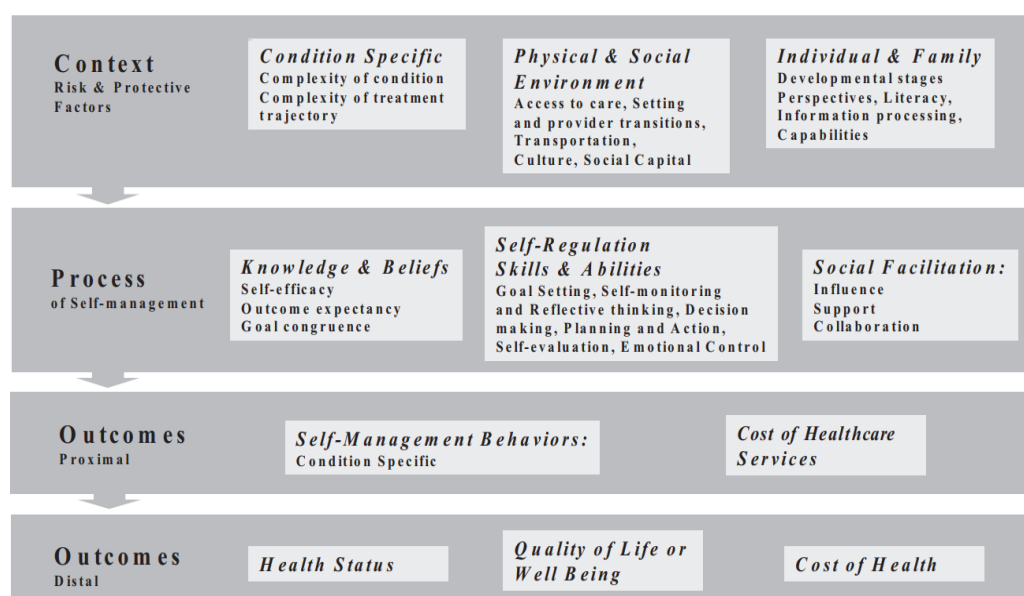 Context
Risk & Protective
Factors
Condition Specific
Complexity of condition
Complexity of treatment
trajectory
Physical & Social
Environment
Access to care, Setting
and provider transitions,
Transportation,
Culture, Social Capital
Individual & Family
Developmental stages
Perspectives, Literacy,
Information processing,
Capabilities
Process
of Self-management
Knowledge & Beliefs
Self-efficacy
Outcome expectancy
Goal congruence
Self-Regulation
Skills & Abilities
Goal Setting, Self-monitoring
and Reflective thinking, Decision
making, Planning and Action,
Self-evaluation, Emotional Control
Social Facilitation:
Influence
Support
Collaboration
Outcomes
Proximal
Self-Management Behaviors:
Condition Specific
Cost of Healthcare
Services
Outcomes
Distal
Health Status
Quality of Life or
Well Being
Cost of Health